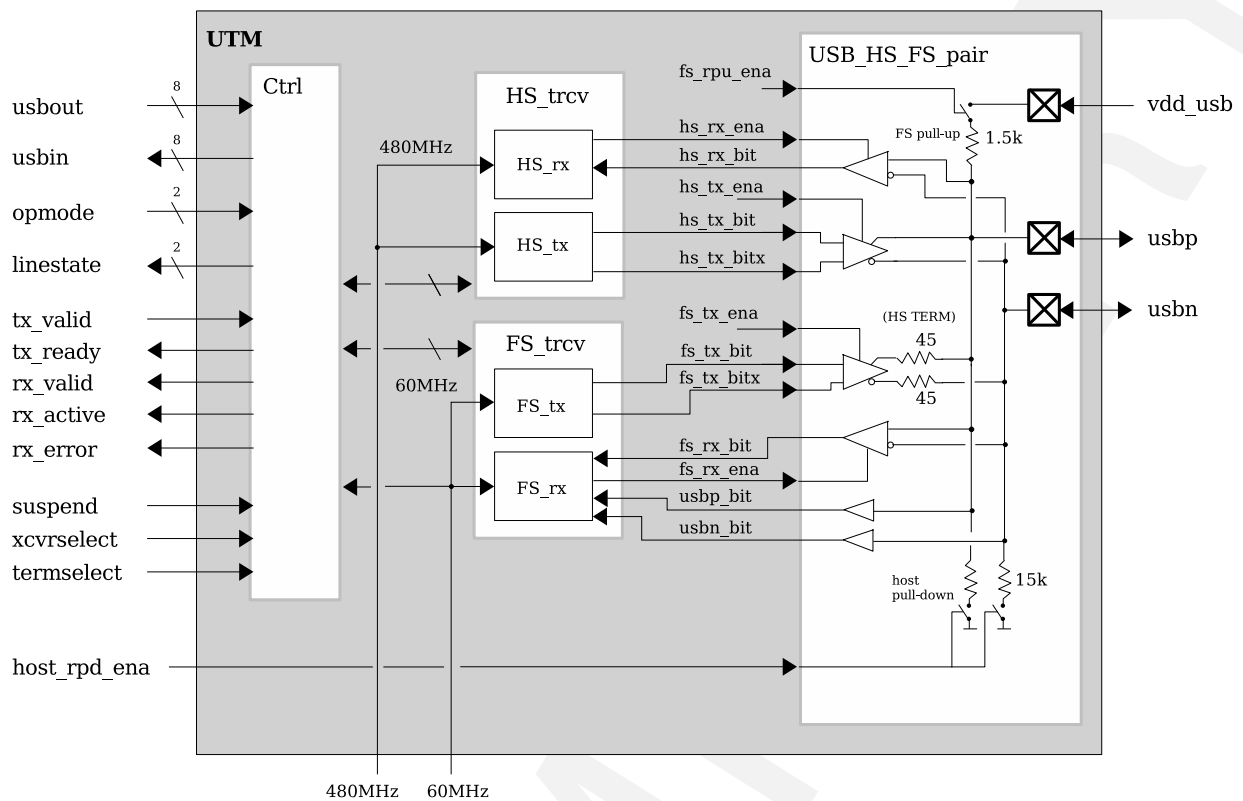 UTM
USB_HS_FS_pair
Ctrl
HS_trcv
fs_rpu_ena
usbout
8
vdd_usb
FS pull-up
1.5k
480MHz
HS_rx
hs_rx_ena
hs_rx_bit
usbin
8
hs_tx_ena
opmode
2
HS_tx
hs_tx_bit
hs_tx_bitx
usbp
linestate
2
usbn
tx_valid
fs_tx_ena
(HS TERM)
45
tx_ready
FS_trcv
fs_tx_bit
rx_valid
60MHz
fs_tx_bitx
45
rx_active
FS_tx
rx_error
fs_rx_bit
fs_rx_ena
FS_rx
usbp_bit
suspend
usbn_bit
xcvrselect
termselect
host
pull-down
15k
host_rpd_ena
480MHz
60MHz